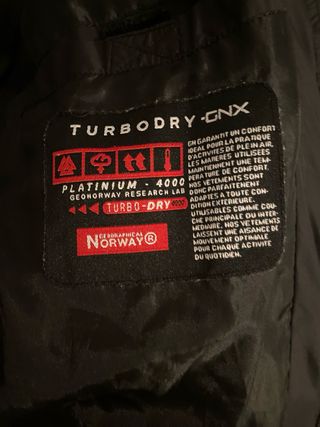 TURBODRY-GNX
PLATINIUM - 4000
GEONORWAY RESEARCH LAB
TURBO-DRY 4000
GEOGRAPHICAL
NORWAY®
EN GARANTIT UN CONFORT
IDEAL POUR LA PRATIQUE
D'ACTIVITES DE PLEIN AIR.
LES MARIERES UTILISEES
MAINTIENNENT UNE TEM-
PERATURE DE CONFORT.
NOS VETEMENTS SONT
DONC PARFAITEMENT
ADAPTES A TOUTE CON-
DITION EXTERIEURE.
UTILISABLES COMME COU-
CHE PRINCIPALE OU INTER-
MEDIAIRE, NOS VETEMENTS
LAISSENT UNE AISANCE DE
MOUVEMENT OPTIMALE
POUR CHAQUE ACTIVITE
DU QUOTIDIEN.